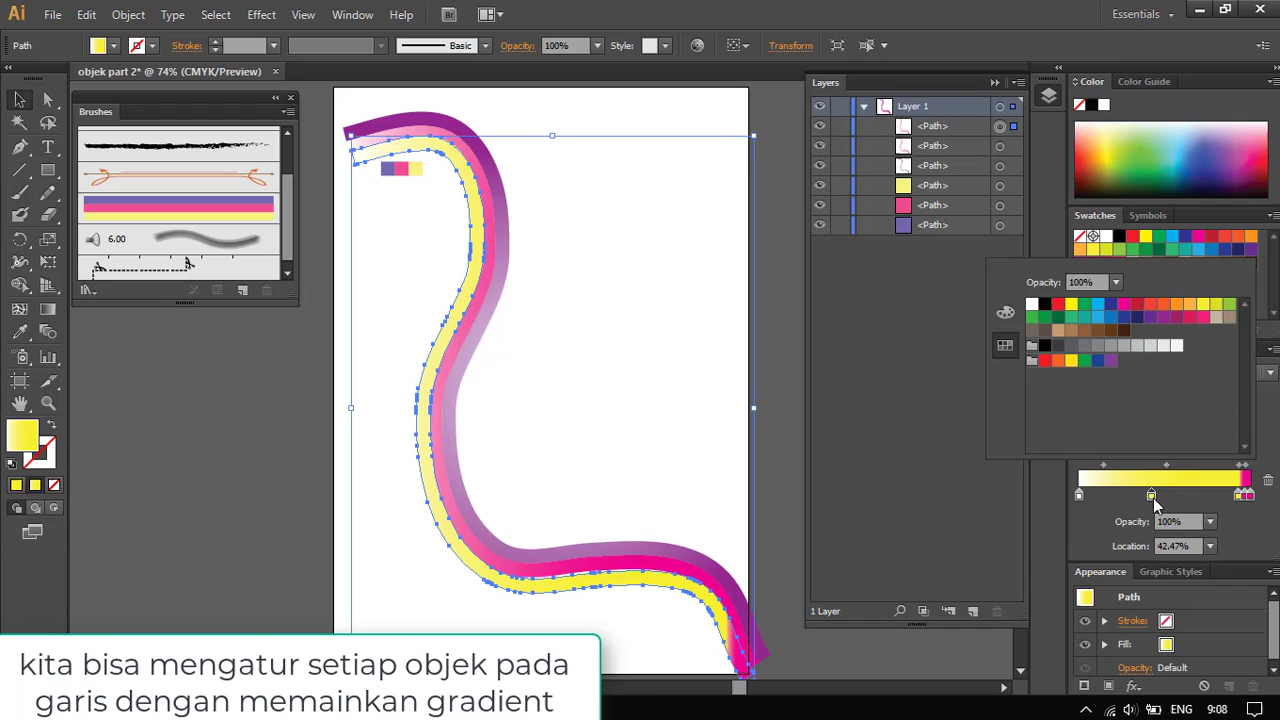 Ai File Edit Object Type Select Effect View Window Help Br Essentials
Path Stroke: Basic Opacity: 100% Style: Transform
objek part 2* @ 74% (CMYK/Preview)
Brushes
6.00
Layers
Layer 1
<Path>
<Path>
<Path>
<Path>
<Path>
<Path>
1 Layer
Color Color Guide
Swatches Symbols
Opacity: 100%
Opacity: 100%
Location: 42.47%
Appearance Graphic Styles
Path
Stroke:
Fill:
Opacity: Default
kita bisa mengatur setiap objek pada
garis dengan memainkan gradient
9:08